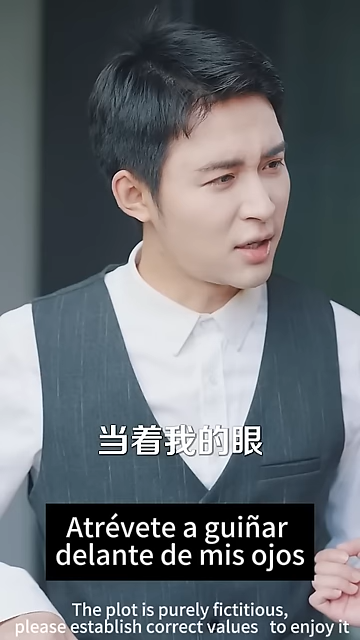 当着我的眼
Atrévete a guiñar
delante de mis ojos
The plot is purely fictitious,
please establish correct values to enjoy it